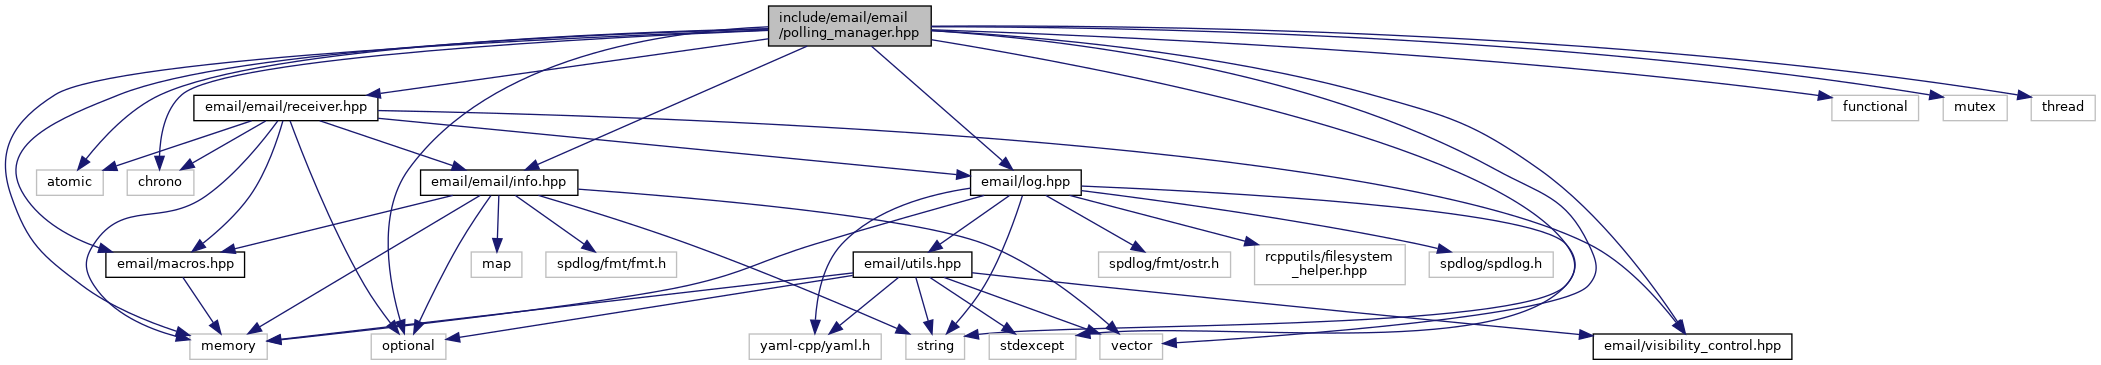 include/email/email
/polling_manager.hpp
email/email/receiver.hpp
functional
mutex
thread
atomic
chrono
email/email/info.hpp
email/log.hpp
email/macros.hpp
map
spdlog/fmt/fmt.h
email/utils.hpp
spdlog/fmt/ostr.h
rcpputils/filesystem
_helper.hpp
spdlog/spdlog.h
memory
optional
yaml-cpp/yaml.h
string
stdexcept
vector
email/visibility_control.hpp